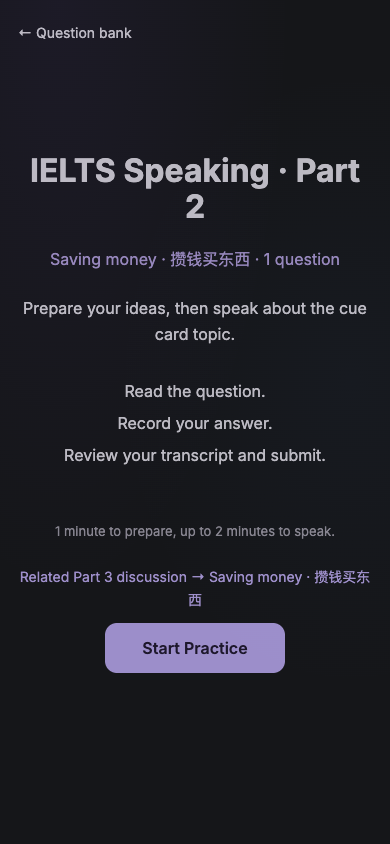 ← Question bank
IELTS Speaking · Part
2
Saving money · 攒钱买东西 · 1 question
Prepare your ideas, then speak about the cue
card topic.
Read the question.
Record your answer.
Review your transcript and submit.
1 minute to prepare, up to 2 minutes to speak.
Related Part 3 discussion → Saving money · 攒钱买东
西
Start Practice